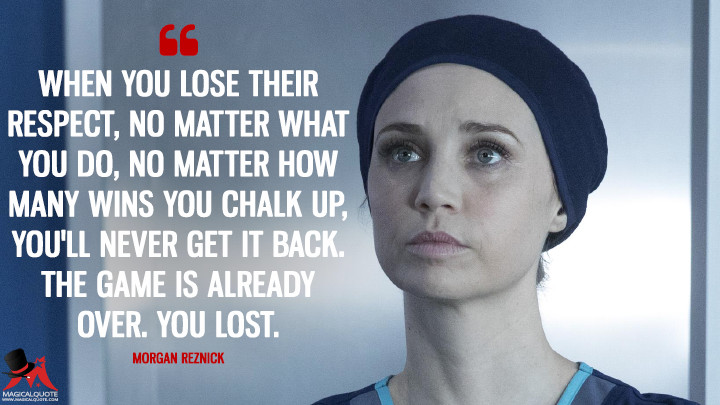 WHEN YOU LOSE THEIR
RESPECT, NO MATTER WHAT
YOU DO, NO MATTER HOW
MANY WINS YOU CHALK UP,
YOU'LL NEVER GET IT BACK.
THE GAME IS ALREADY
OVER. YOU LOST.
MORGAN REZNICK
MAGICALQUOTE
WWW.MAGICALQUOTE.COM